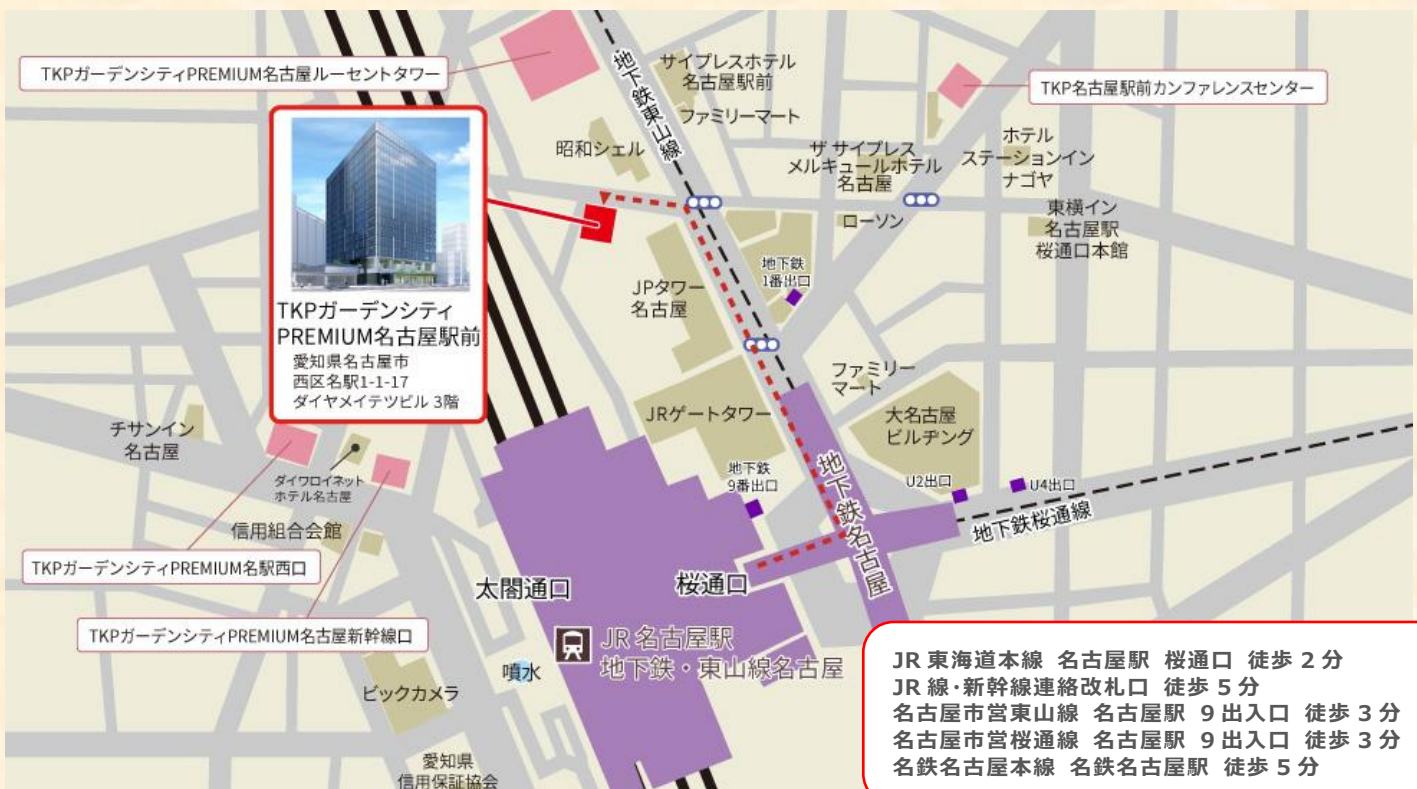 TKPガーデンシティPREMIUM名古屋ルーセントタワー
地下鉄東山線
サイプレスホテル
名古屋駅前
ファミリーマート
TKP名古屋駅前カンファレンスセンター
昭和シェル
ザ サイプレス
メルキュールホテル
名古屋
ホテル
ステーションイン
ナゴヤ
ローソン
東横イン
名古屋駅
桜通口本館
地下鉄
1番出口
JPタワー
名古屋
TKPガーデンシティ
PREMIUM名古屋駅前
愛知県名古屋市
西区名駅1-1-17
ダイヤメイテツビル 3階
ファミリー
マート
JRゲートタワー
大名古屋
ビルヂング
チサンイン
名古屋
ダイワロイネット
ホテル名古屋
地下鉄
9番出口
地下鉄名古屋
U2出口
U4出口
地下鉄桜通線
信用組合会館
TKPガーデンシティPREMIUM名駅西口
太閤通口
桜通口
TKPガーデンシティPREMIUM名古屋新幹線口
JR 名古屋駅
地下鉄・東山線名古屋
噴水
ビックカメラ
愛知県
信用保証協会
JR 東海道本線 名古屋駅 桜通口 徒歩 2 分
JR 線・新幹線連絡改札口 徒歩 5 分
名古屋市営東山線 名古屋駅 9 出入口 徒歩 3 分
名古屋市営桜通線 名古屋駅 9 出入口 徒歩 3 分
名鉄名古屋本線 名鉄名古屋駅 徒歩 5 分